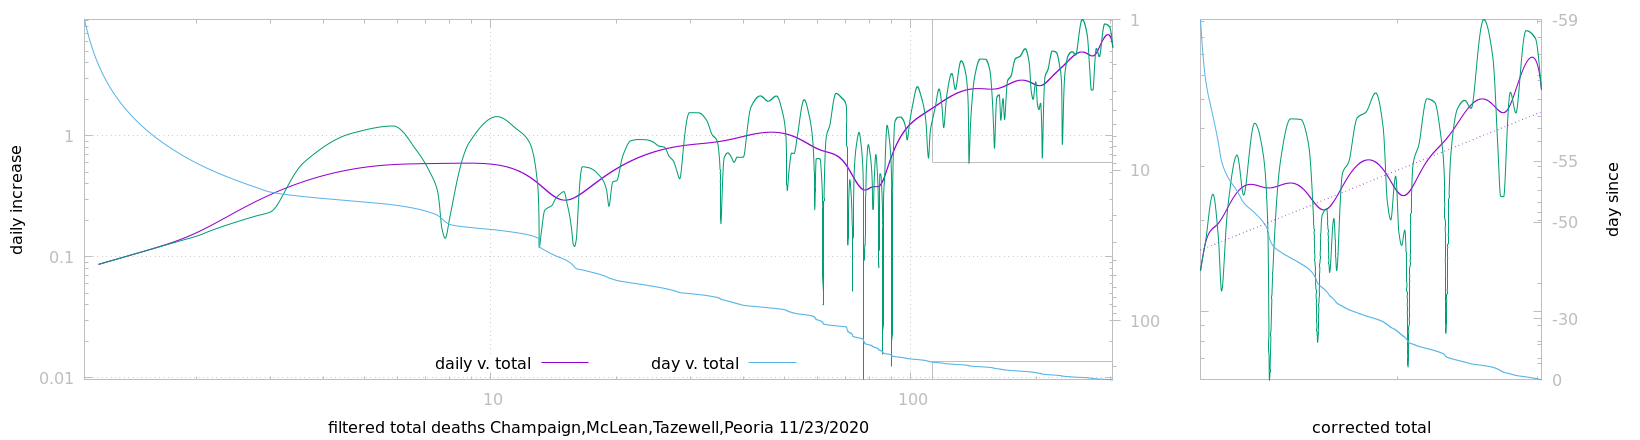 1
-59
daily increase
1
10
-55
-50
day since
0.1
100
-30
daily v. total
day v. total
0.01
0
10
100
filtered total deaths Champaign,McLean,Tazewell,Peoria 11/23/2020
corrected total